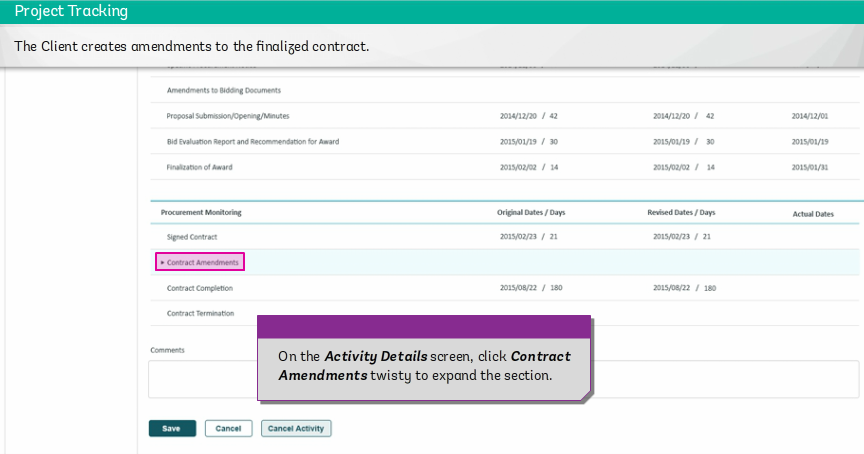 Project Tracking
The Client creates amendments to the finalized contract.
Amendments to Bidding Documents
Proposal Submission/Opening/Minutes 2014/12/20 / 42 2014/12/20 / 42 2014/12/01
Bid Evaluation Report and Recommendation for Award 2015/01/19 / 30 2015/01/19 / 30 2015/01/19
Finalization of Award 2015/02/02 / 14 2015/02/02 / 14 2015/01/31
Procurement Monitoring Original Dates / Days Revised Dates / Days Actual Dates
Signed Contract 2015/02/23 / 21 2015/02/23 / 21
Contract Amendments
Contract Completion 2015/08/22 / 180 2015/08/22 / 180
Contract Termination
On the Activity Details screen, click Contract
Amendments twisty to expand the section.
Comments
Save Cancel Cancel Activity